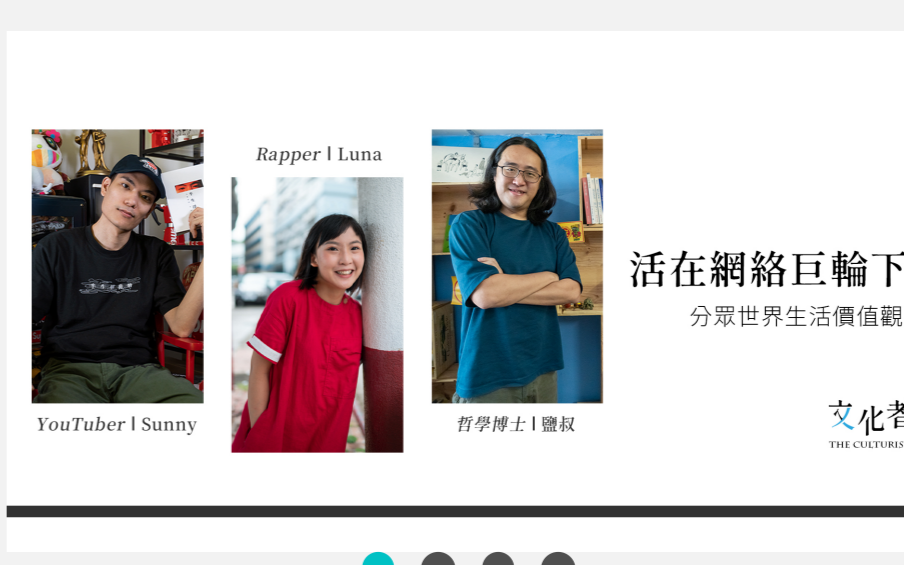 Rapper | Luna
YouTuber | Sunny
哲學博士 | 鹽叔
活在網絡巨輪下
分眾世界生活價值觀
文化者
THE CULTURIS